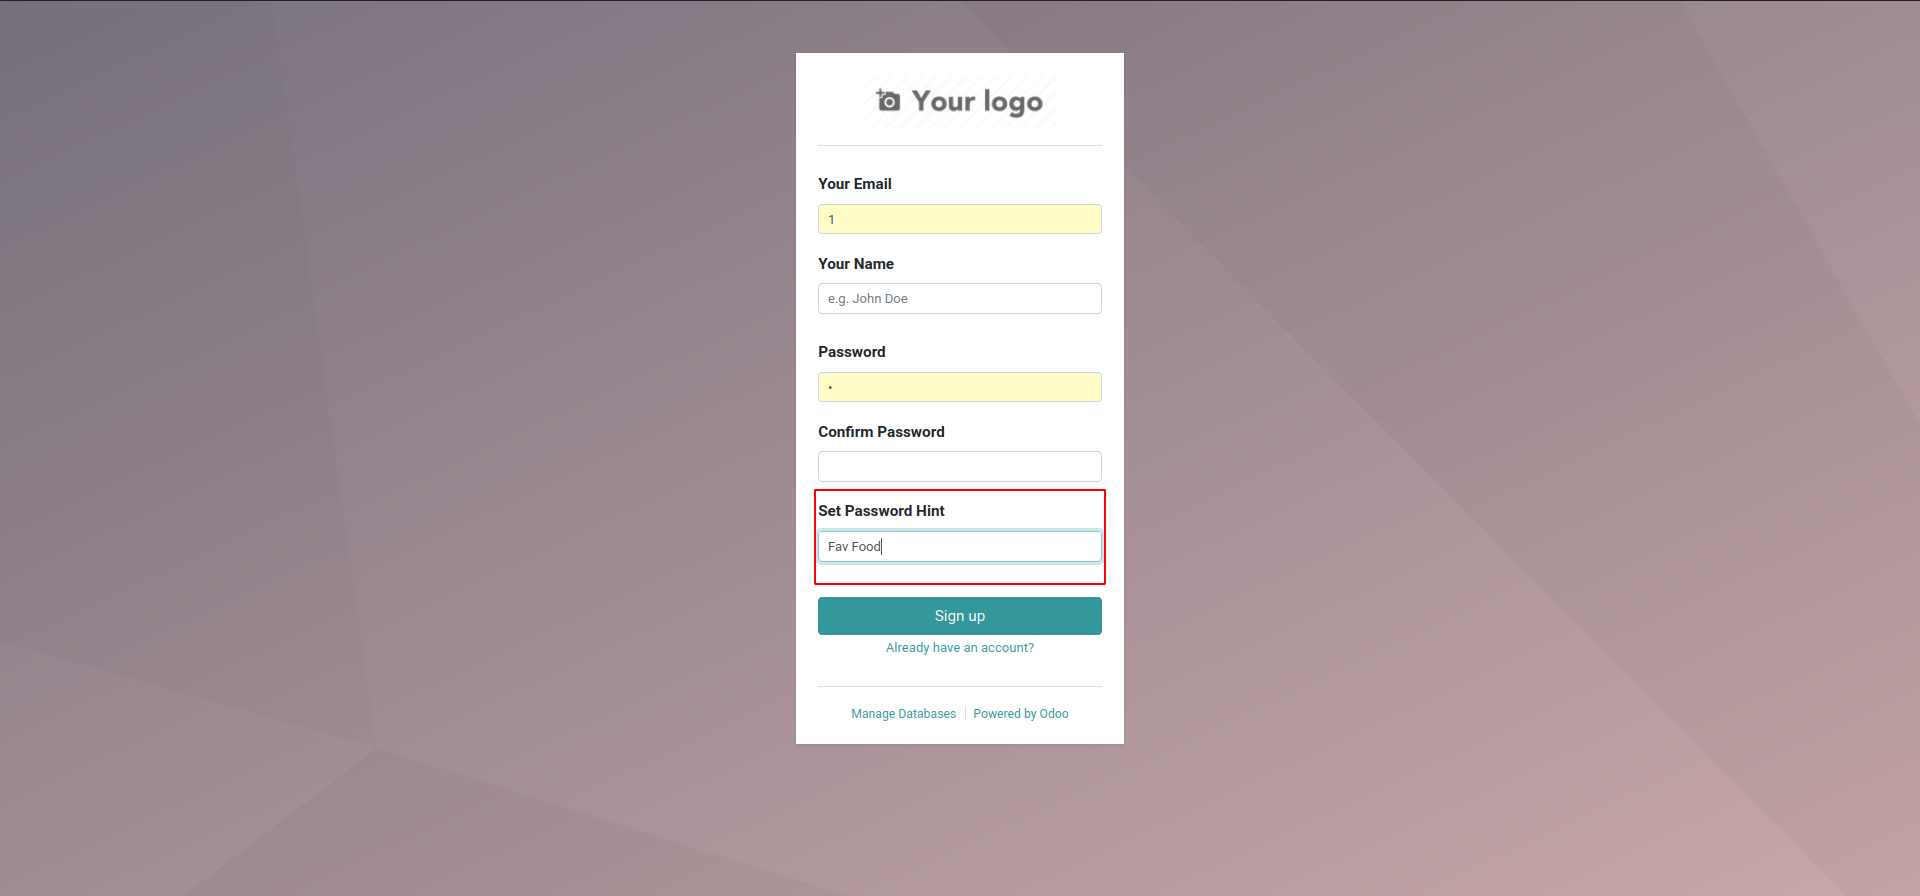 Your logo
Your Email
1
Your Name
e.g. John Doe
Password
•
Confirm Password
Set Password Hint
Fav Food
Sign up
Already have an account?
Manage Databases Powered by Odoo